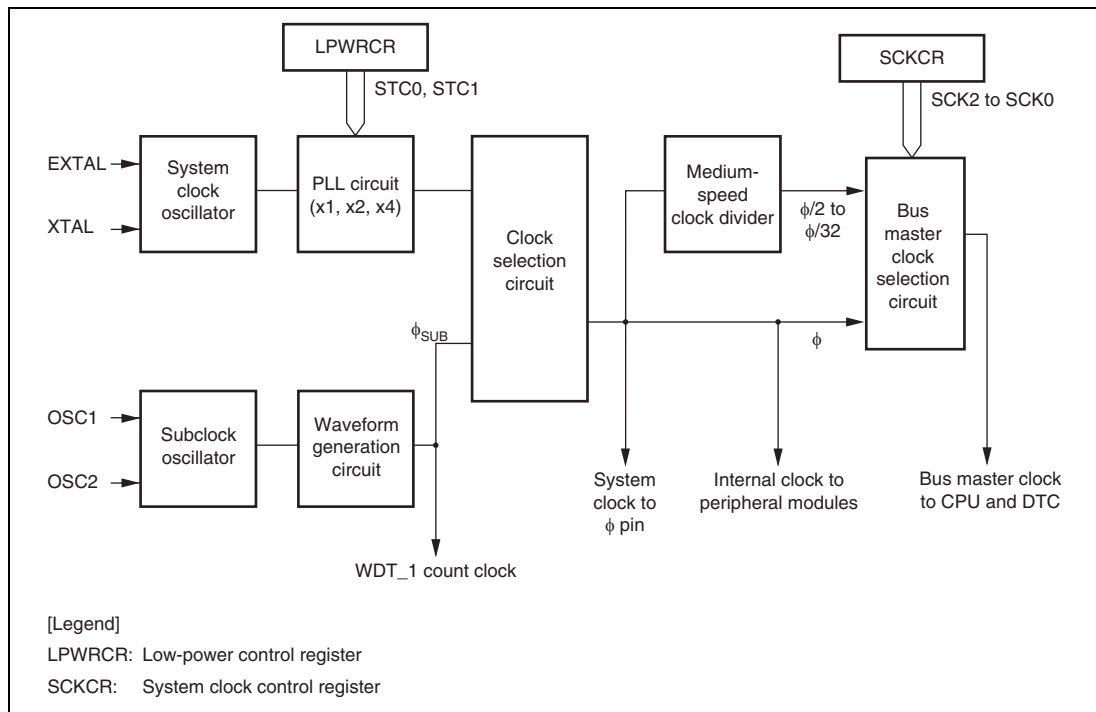 LPWRCR
STC0, STC1
SCKCR
SCK2 to SCK0
EXTAL
XTAL
System
clock
oscillator
PLL circuit
(x1, x2, x4)
Clock
selection
circuit
Medium-
speed
clock divider
ϕ/2 to
ϕ/32
Bus
master
clock
selection
circuit
ϕSUB
ϕ
OSC1
OSC2
Subclock
oscillator
Waveform
generation
circuit
System
clock to
ϕ pin
Internal clock to
peripheral modules
Bus master clock
to CPU and DTC
WDT_1 count clock
[Legend]
LPWRCR: Low-power control register
SCKCR: System clock control register